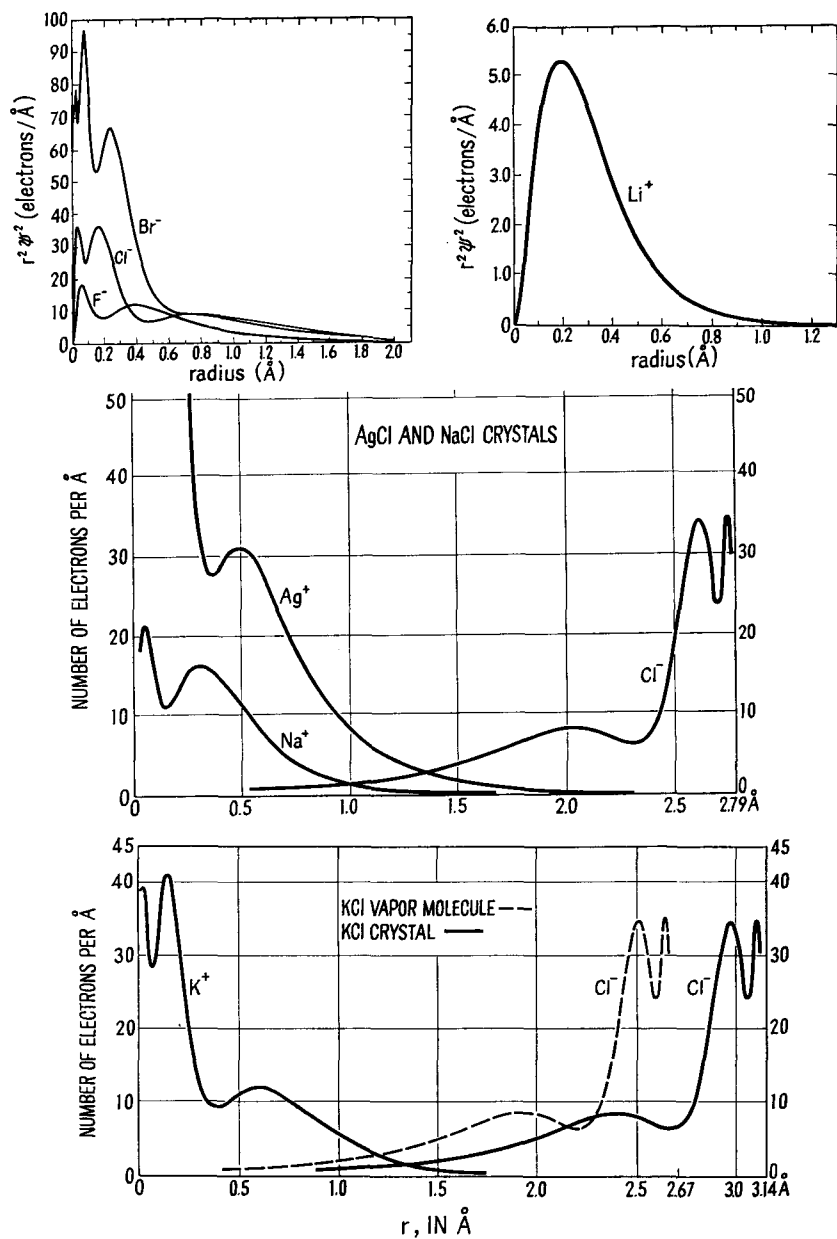 r²ψ² (electrons/Å)
100
90
80
70
60
50
40
30
20
10
0
Br⁻
Cl⁻
F⁻
0 0.2 0.4 0.6 0.8 1.0 1.2 1.4 1.6 1.8 2.0
radius (Å)
r²ψ² (electrons/Å)
5.0
4.0
3.0
2.0
1.0
0
Li⁺
0 0.2 0.4 0.6 0.8 1.0 1.2
radius(Å)
AgCl AND NaCl CRYSTALS
NUMBER OF ELECTRONS PER Å
50
40
30
20
10
0
Ag⁺
Na⁺
Cl⁻
50
40
30
20
10
0
0 0.5 1.0 1.5 2.0 2.5 2.79Å
NUMBER OF ELECTRONS PER Å
45
40
30
20
10
0
K⁺
KCl VAPOR MOLECULE
KCl CRYSTAL
Cl⁻
Cl⁻
45
40
30
20
10
0
0 0.5 1.0 1.5 2.0 2.5 2.67 3.0 3.14Å
r, IN Å